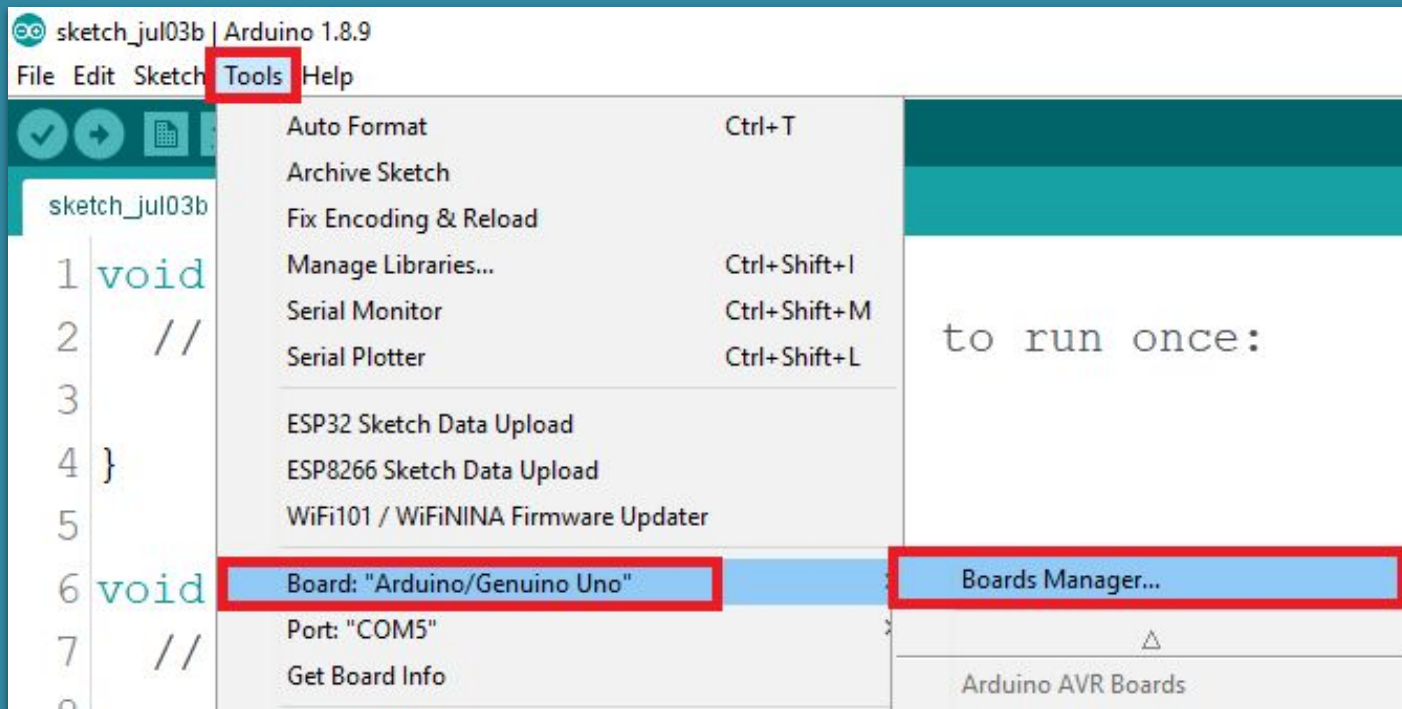 sketch_jul03b | Arduino 1.8.9
File Edit Sketch Tools Help
Auto Format Ctrl+T
Archive Sketch
sketch_jul03b
Fix Encoding & Reload
1 void
Manage Libraries... Ctrl+Shift+I
Serial Monitor Ctrl+Shift+M
2 // to run once:
Serial Plotter Ctrl+Shift+L
3
ESP32 Sketch Data Upload
4 }
ESP8266 Sketch Data Upload
WiFi101 / WiFiNINA Firmware Updater
5
6 void
Board: "Arduino/Genuino Uno" Boards Manager...
Port: "COM5"
7 //
Get Board Info
Arduino AVR Boards